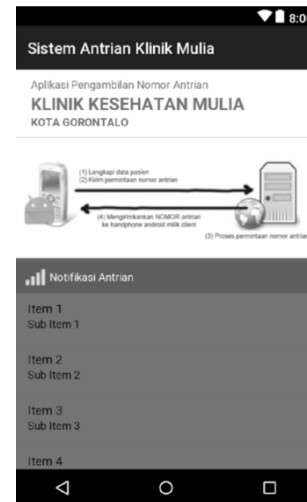 8:0
Sistem Antrian Klinik Mulia
Aplikasi Pengambilan Nomor Antrian
KLINIK KESEHATAN MULIA
KOTA GORONTALO
(1) Lengkapi data pasien
(2) Kirim permintaan nomor antrian
(4) Mengirimkankan NOMOR antrian
ke handphone android milik client
(3) Proses permintaan nomor antrian
Notifikasi Antrian
Item 1
Sub Item 1
Item 2
Sub Item 2
Item 3
Sub Item 3
Item 4